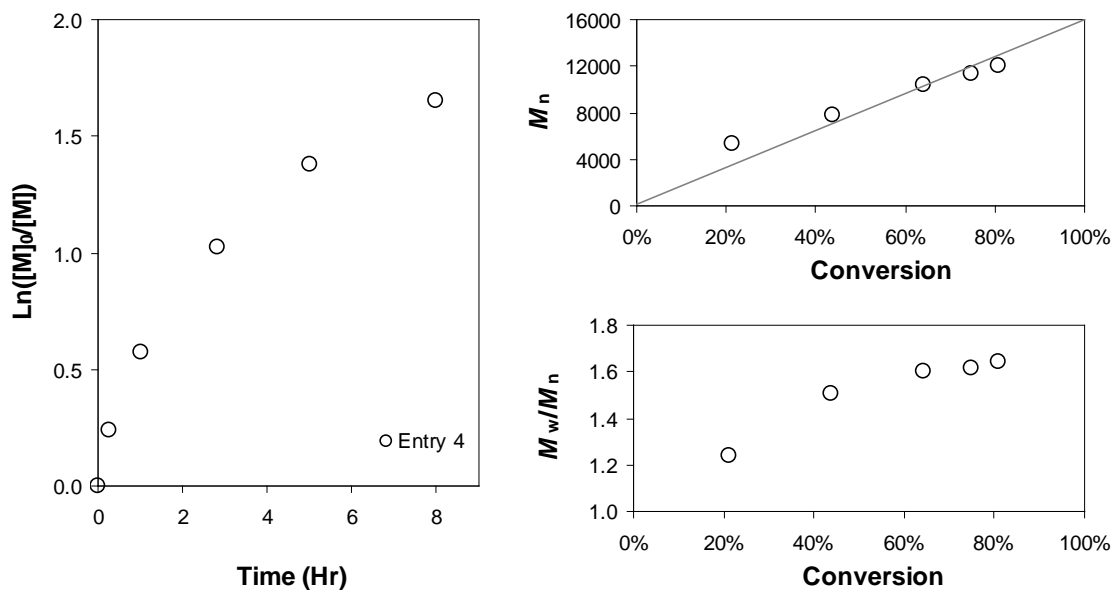 2.0
1.5
1.0
0.5
0.0
Ln([M]0/[M])
0 2 4 6 8
Time (Hr)
Entry 4
16000
12000
8000
4000
0
Mn
0% 20% 40% 60% 80% 100%
Conversion
1.8
1.6
1.4
1.2
1.0
Mw/Mn
0% 20% 40% 60% 80% 100%
Conversion